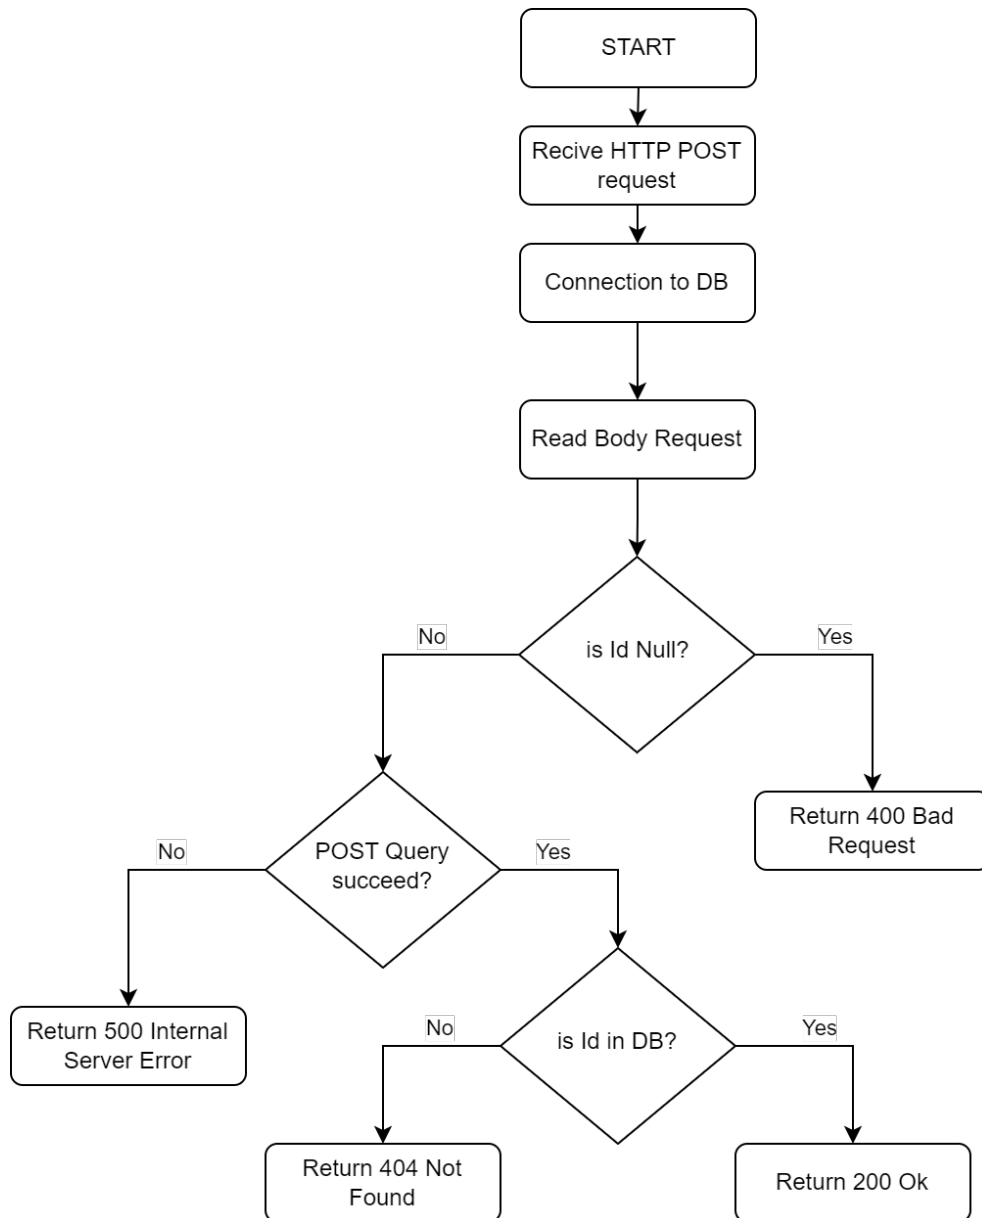 START
Recive HTTP POST
request
Connection to DB
Read Body Request
is Id Null?
No
Yes
Return 400 Bad
Request
POST Query
succeed?
No
Yes
Return 500 Internal
Server Error
is Id in DB?
No
Yes
Return 404 Not
Found
Return 200 Ok